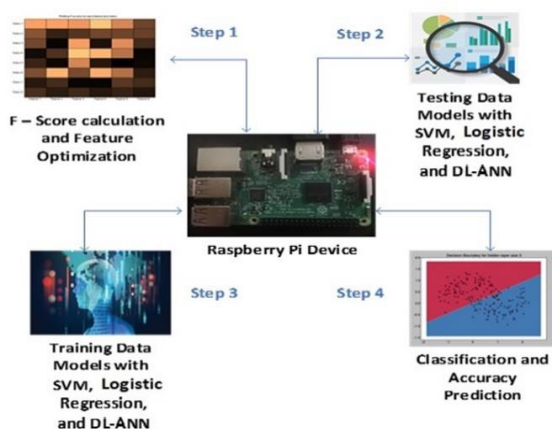 Step 1
Step 2
F – Score calculation
and Feature
Optimization
Testing Data
Models with
SVM, Logistic
Regression,
and DL-ANN
Raspberry Pi Device
Step 3
Step 4
Training Data
Models with
SVM, Logistic
Regression,
and DL-ANN
Classification and
Accuracy
Prediction